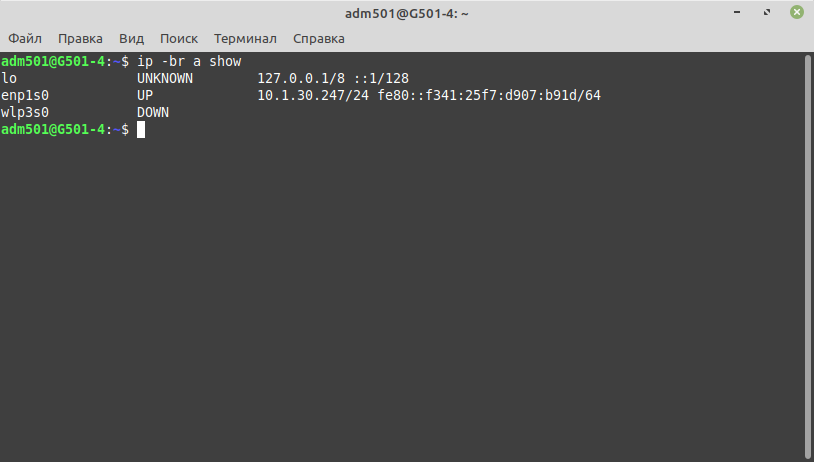 adm501@G501-4: ~
Файл Правка Вид Поиск Терминал Справка
adm501@G501-4:~$ ip -br a show
lo UNKNOWN 127.0.0.1/8 ::1/128
enp1s0 UP 10.1.30.247/24 fe80::f341:25f7:d907:b91d/64
wlp3s0 DOWN
adm501@G501-4:~$